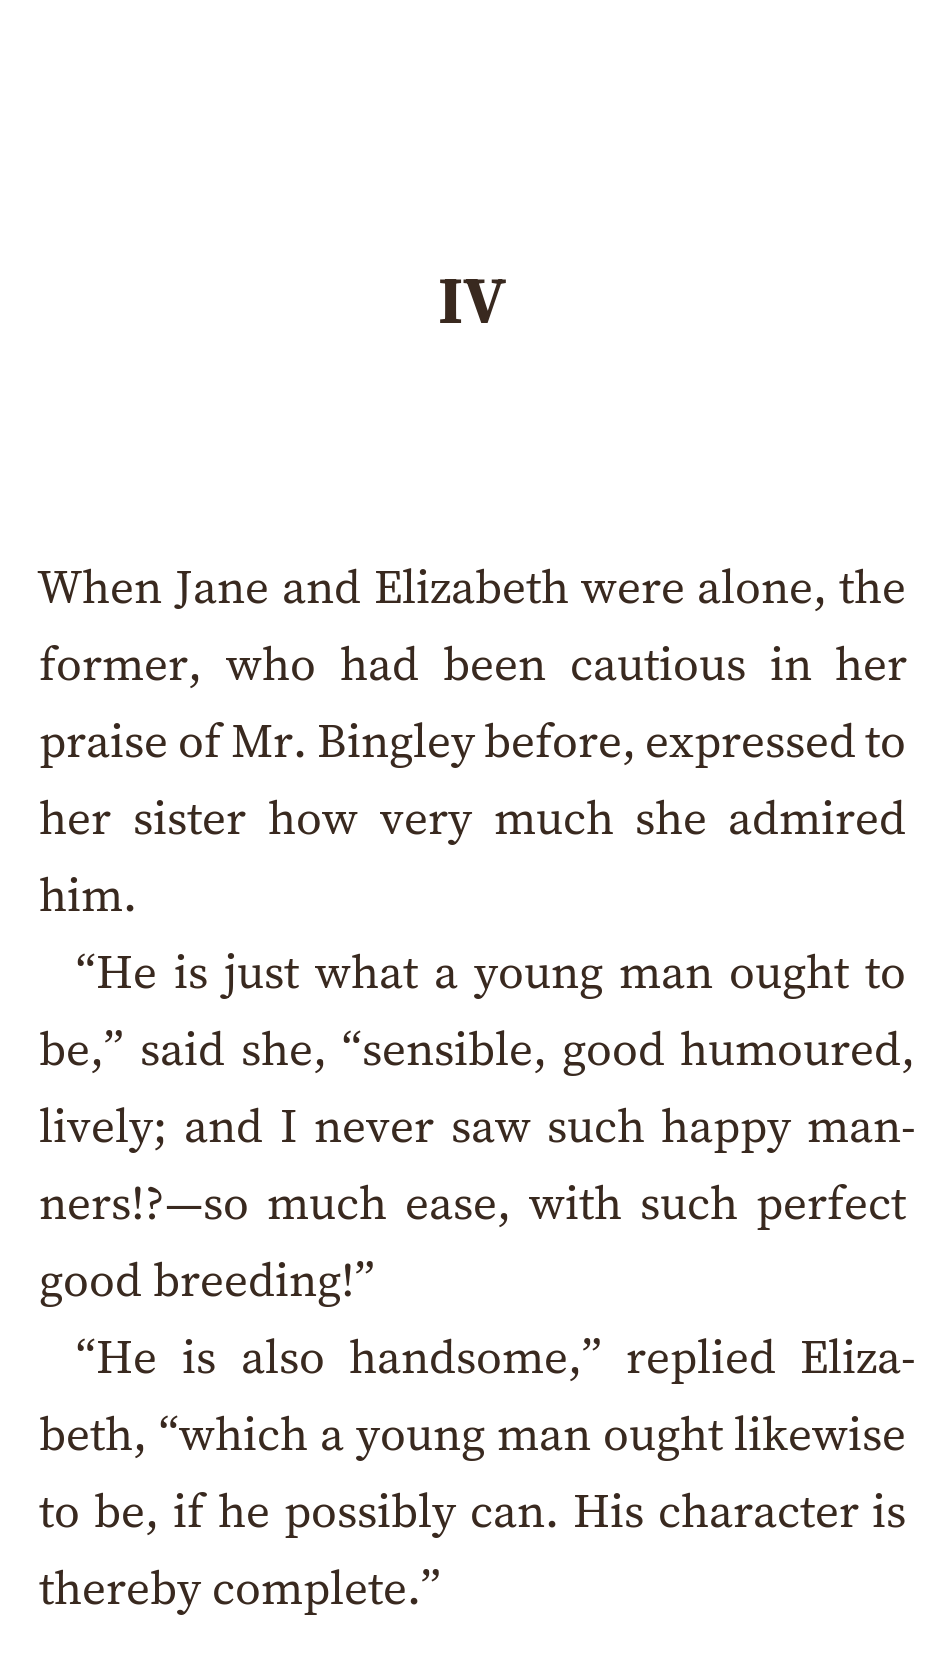 IV
When Jane and Elizabeth were alone, the
former, who had been cautious in her
praise of Mr. Bingley before, expressed to
her sister how very much she admired
him.
“He is just what a young man ought to
be,” said she, “sensible, good humoured,
lively; and I never saw such happy man-
ners!?—so much ease, with such perfect
good breeding!”
“He is also handsome,” replied Eliza-
beth, “which a young man ought likewise
to be, if he possibly can. His character is
thereby complete.”